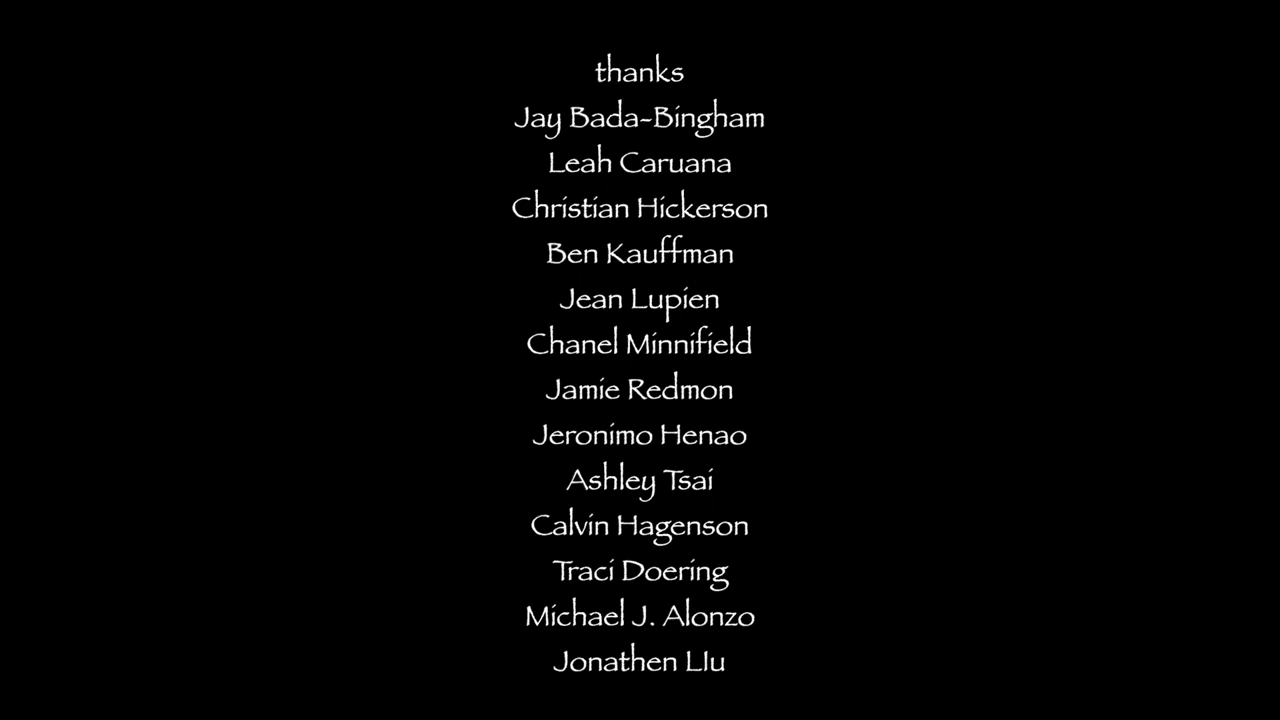 thanks
Jay Bada-Bingham
Leah Caruana
Christian Hickerson
Ben Kauffman
Jean Lupien
Chanel Minnifield
Jamie Redmon
Jeronimo Henao
Ashley Tsai
Calvin Hagenson
Traci Doering
Michael J. Alonzo
Jonathen LIu